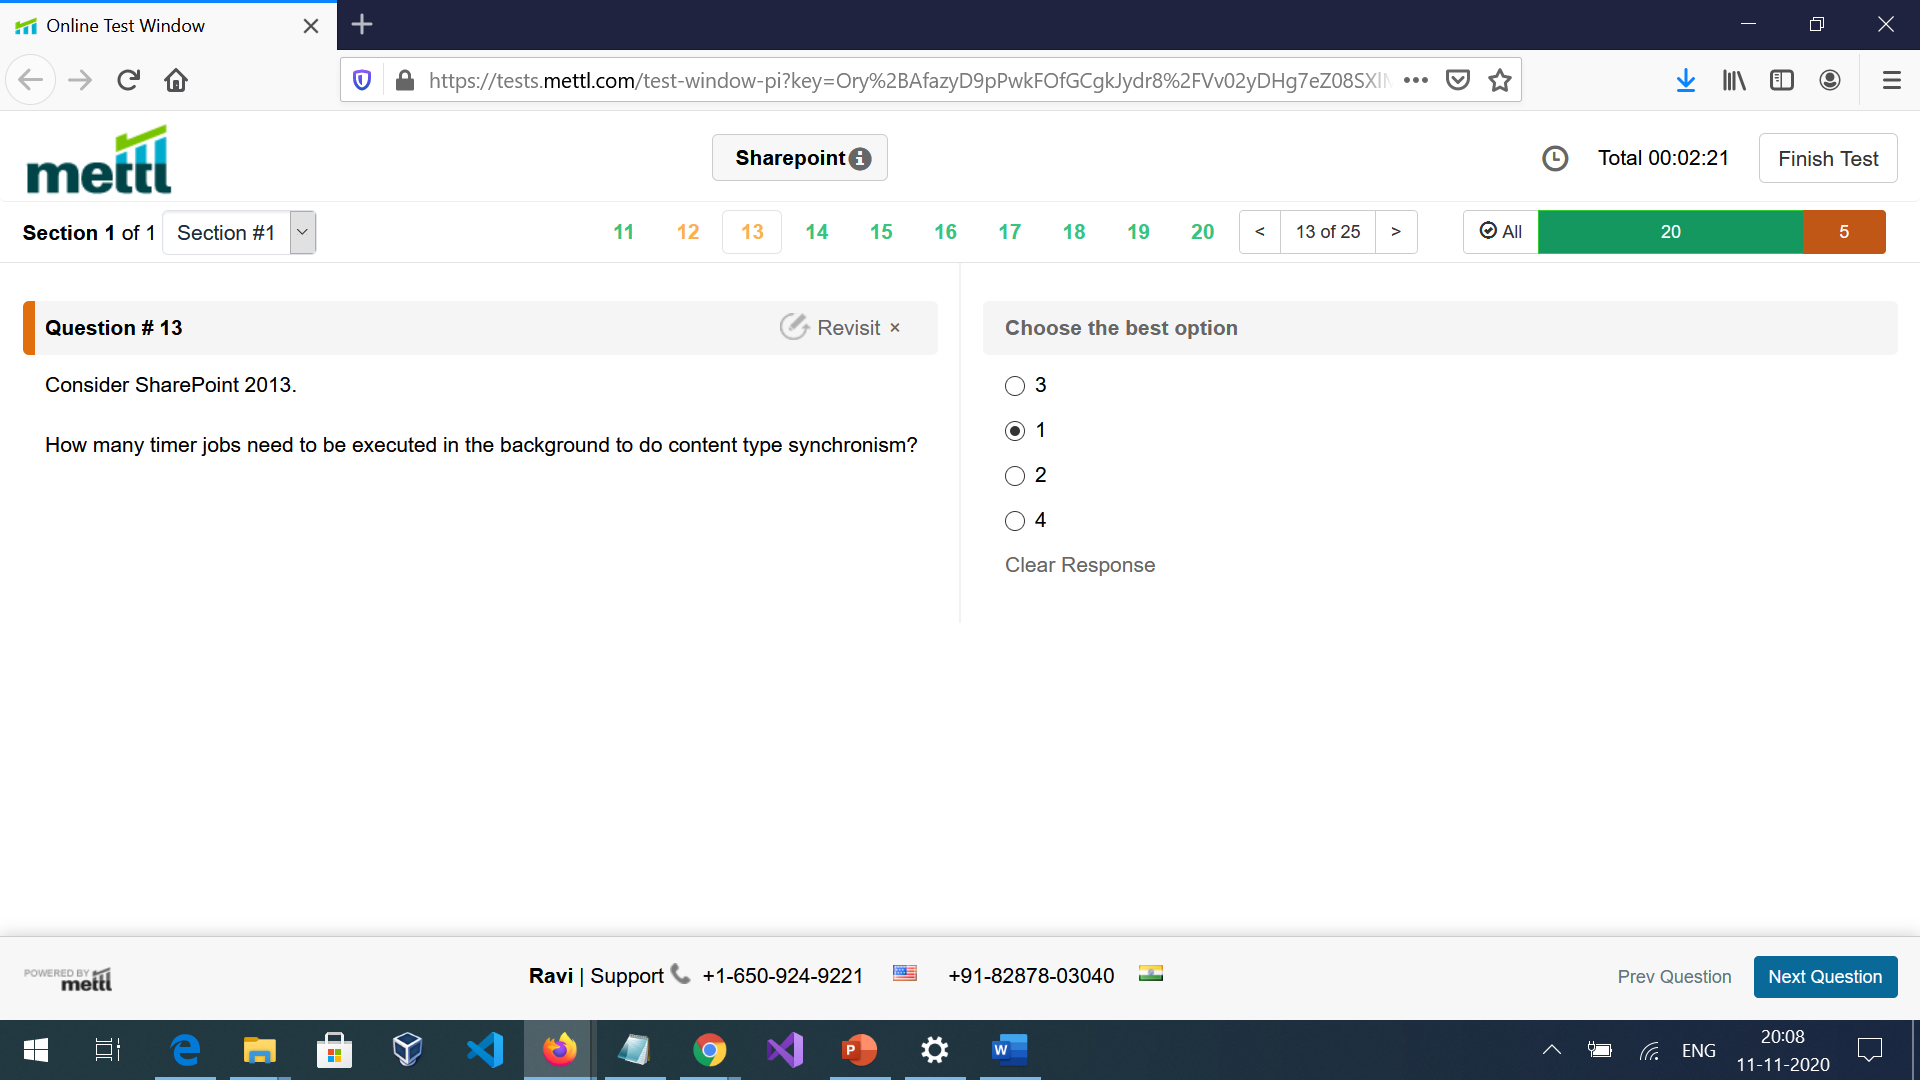 Online Test Window
https://tests.mettl.com/test-window-pi?key=Ory%2BAfazyD9pPwkFOfGCgkJydr8%2FVv02yDHg7eZ08SXlN
mettl
Sharepoint
Total 00:02:21
Finish Test
Section 1 of 1 Section #1
11 12 13 14 15 16 17 18 19 20 < 13 of 25 > All 20 5
Question # 13
Revisit ×
Consider SharePoint 2013.
How many timer jobs need to be executed in the background to do content type synchronism?
Choose the best option
3
1
2
4
Clear Response
POWERED BY mettl
Ravi | Support +1-650-924-9221 +91-82878-03040
Prev Question
Next Question
ENG
20:08
11-11-2020